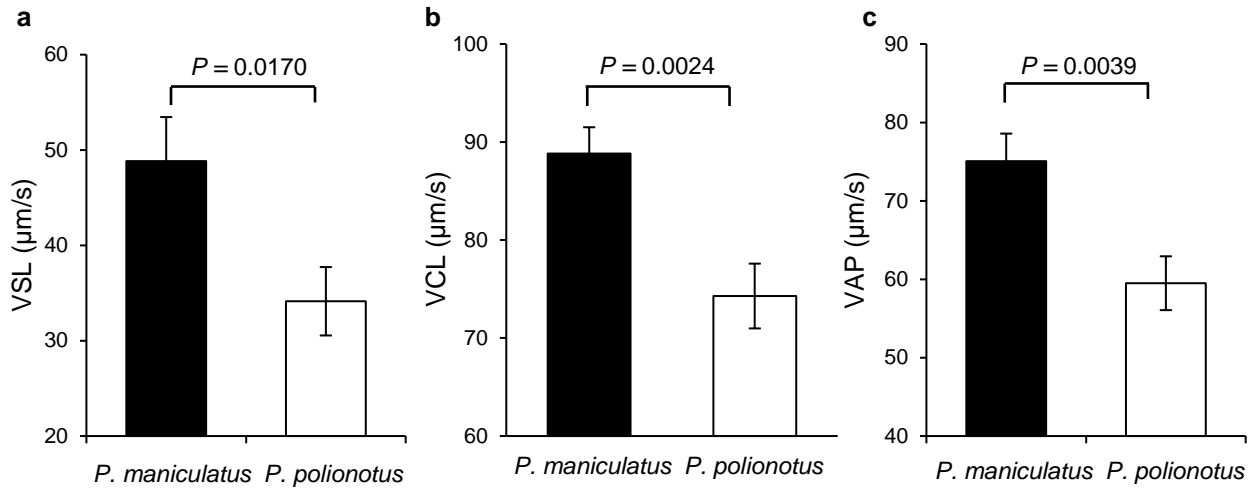 a
P = 0.0170
VSL (µm/s)
60
50
40
30
20
P. maniculatus P. polionotus
b
P = 0.0024
VCL (µm/s)
100
90
80
70
60
P. maniculatus P. polionotus
c
P = 0.0039
VAP (µm/s)
90
80
70
60
50
40
P. maniculatus P. polionotus